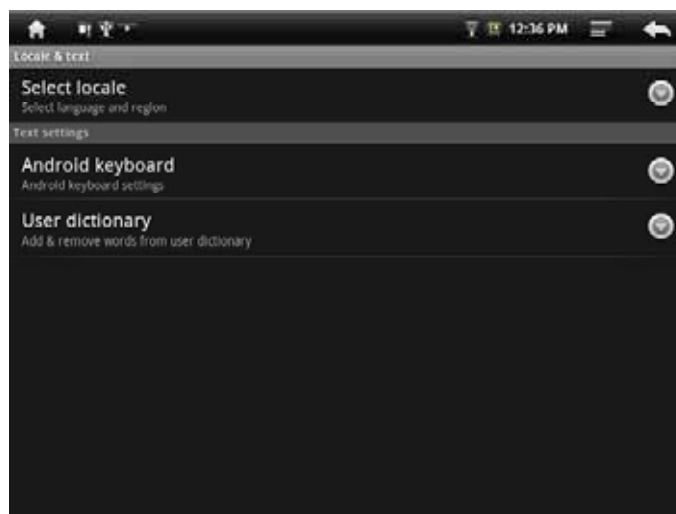 12:36 PM
Locale & text
Select locale
Select language and region
Text settings
Android keyboard
Android keyboard settings
User dictionary
Add & remove words from user dictionary